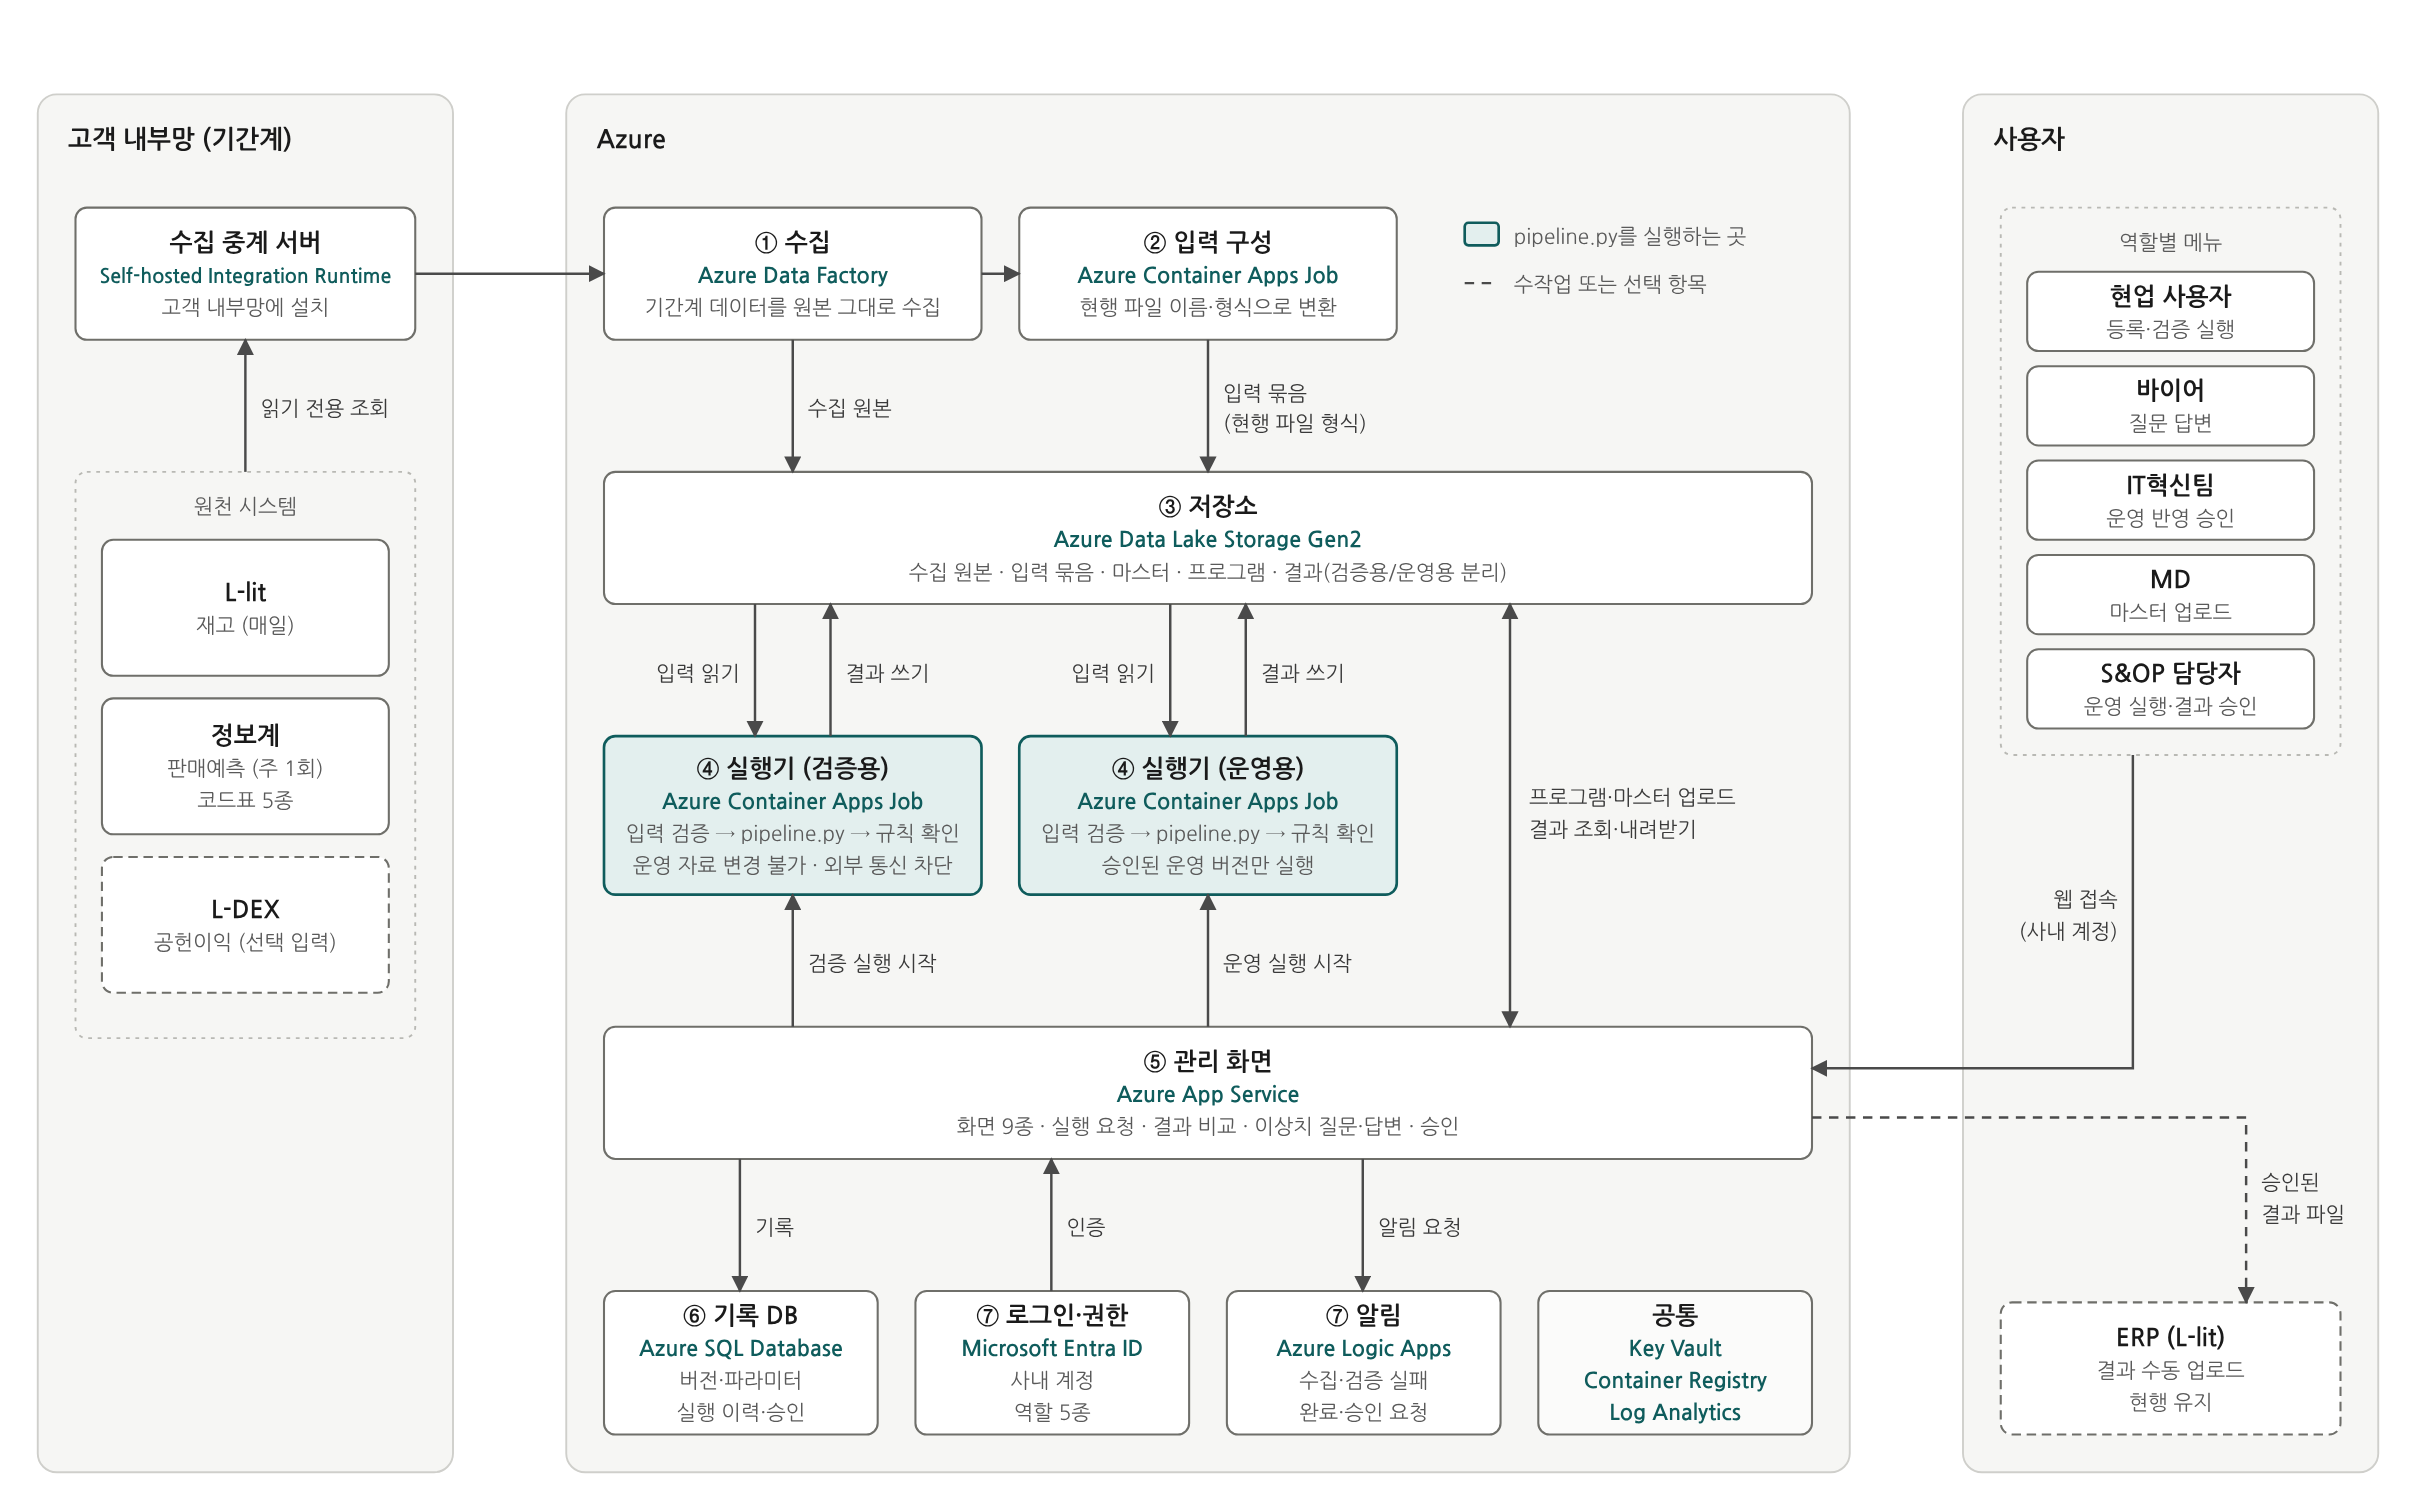 고객 내부망 (기간계)
수집 중계 서버
Self-hosted Integration Runtime
고객 내부망에 설치
읽기 전용 조회
원천 시스템
L-lit
재고 (매일)
정보계
판매예측 (주 1회)
코드표 5종
L-DEX
공헌이익 (선택 입력)
Azure
① 수집
Azure Data Factory
기간계 데이터를 원본 그대로 수집
② 입력 구성
Azure Container Apps Job
현행 파일 이름·형식으로 변환
pipeline.py를 실행하는 곳
수작업 또는 선택 항목
수집 원본
입력 묶음
(현행 파일 형식)
③ 저장소
Azure Data Lake Storage Gen2
수집 원본 · 입력 묶음 · 마스터 · 프로그램 · 결과(검증용/운영용 분리)
입력 읽기
결과 쓰기
입력 읽기
결과 쓰기
④ 실행기 (검증용)
Azure Container Apps Job
입력 검증 → pipeline.py → 규칙 확인
운영 자료 변경 불가 · 외부 통신 차단
④ 실행기 (운영용)
Azure Container Apps Job
입력 검증 → pipeline.py → 규칙 확인
승인된 운영 버전만 실행
프로그램·마스터 업로드
결과 조회·내려받기
검증 실행 시작
운영 실행 시작
⑤ 관리 화면
Azure App Service
화면 9종 · 실행 요청 · 결과 비교 · 이상치 질문·답변 · 승인
기록
인증
알림 요청
⑥ 기록 DB
Azure SQL Database
버전·파라미터
실행 이력·승인
⑦ 로그인·권한
Microsoft Entra ID
사내 계정
역할 5종
⑦ 알림
Azure Logic Apps
수집·검증 실패
완료·승인 요청
공통
Key Vault
Container Registry
Log Analytics
사용자
역할별 메뉴
현업 사용자
등록·검증 실행
바이어
질문 답변
IT혁신팀
운영 반영 승인
MD
마스터 업로드
S&OP 담당자
운영 실행·결과 승인
웹 접속
(사내 계정)
승인된
결과 파일
ERP (L-lit)
결과 수동 업로드
현행 유지